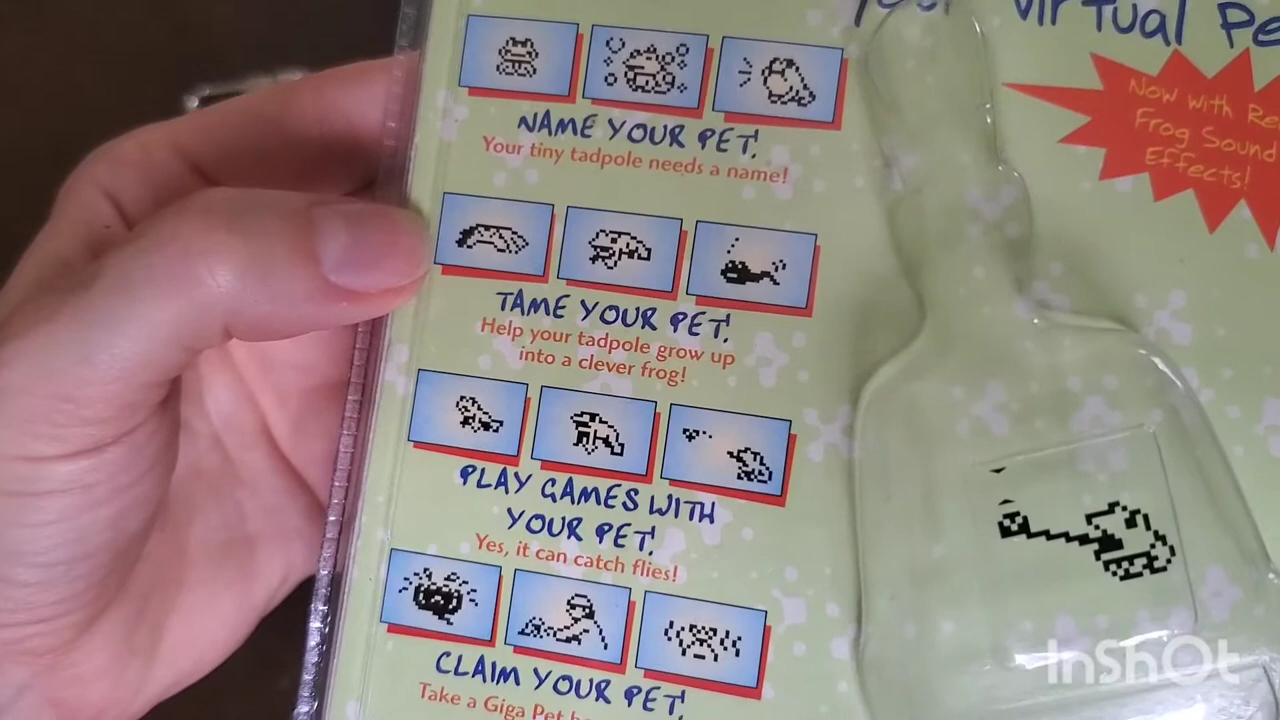 your Virtual Pe
Now with Re
Frog Sound
Effects!
NAME YOUR PET!
Your tiny tadpole needs a name!
TAME YOUR PET!
Help your tadpole grow up
into a clever frog!
PLAY GAMES WITH
YOUR PET!
Yes, it can catch flies!
CLAIM YOUR PET!
Take a Giga Pet
InShOt